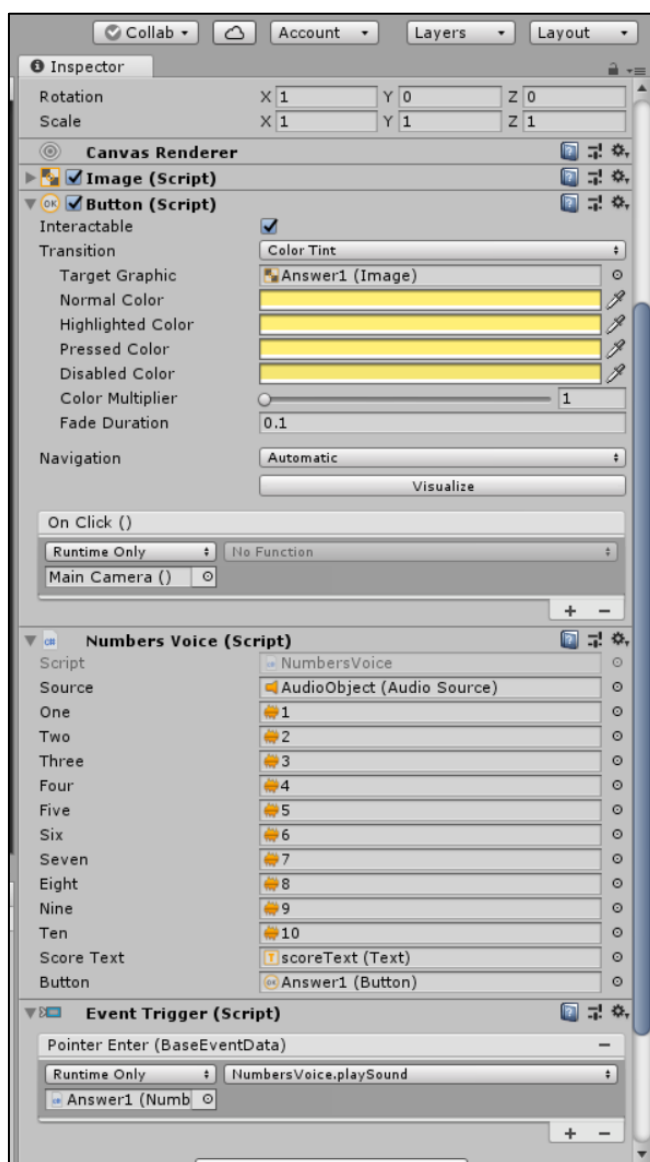 Collab Account Layers Layout
Inspector
Rotation X 1 Y 0 Z 0
Scale X 1 Y 1 Z 1
Canvas Renderer
Image (Script)
OK Button (Script)
Interactable
Transition Color Tint
Target Graphic Answer1 (Image)
Normal Color
Highlighted Color
Pressed Color
Disabled Color
Color Multiplier 1
Fade Duration 0.1
Navigation Automatic
Visualize
On Click ()
Runtime Only No Function
Main Camera ()
+ −
C# Numbers Voice (Script)
Script NumbersVoice
Source AudioObject (Audio Source)
One 1
Two 2
Three 3
Four 4
Five 5
Six 6
Seven 7
Eight 8
Nine 9
Ten 10
Score Text scoreText (Text)
Button Answer1 (Button)
Event Trigger (Script)
Pointer Enter (BaseEventData) −
Runtime Only NumbersVoice.playSound
Answer1 (Numb
+ −